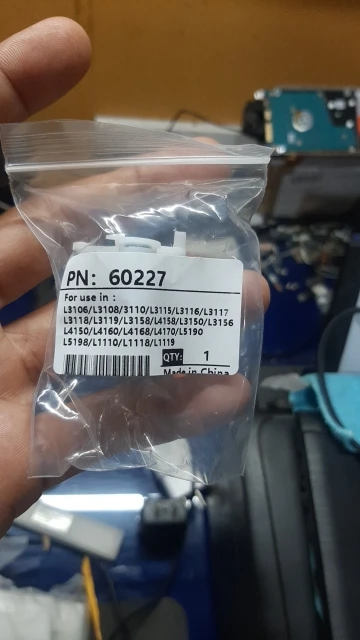 PN: 60227
For use in :
L3106/L3108/3110/L3115/L3116/L3117
L3118/L3119/L3158/L4158/L3150/L3156
L4150/L4160/L4168/L4170/L5190
L5198/L1110/L1118/L1119
QTY: 1
Made in China